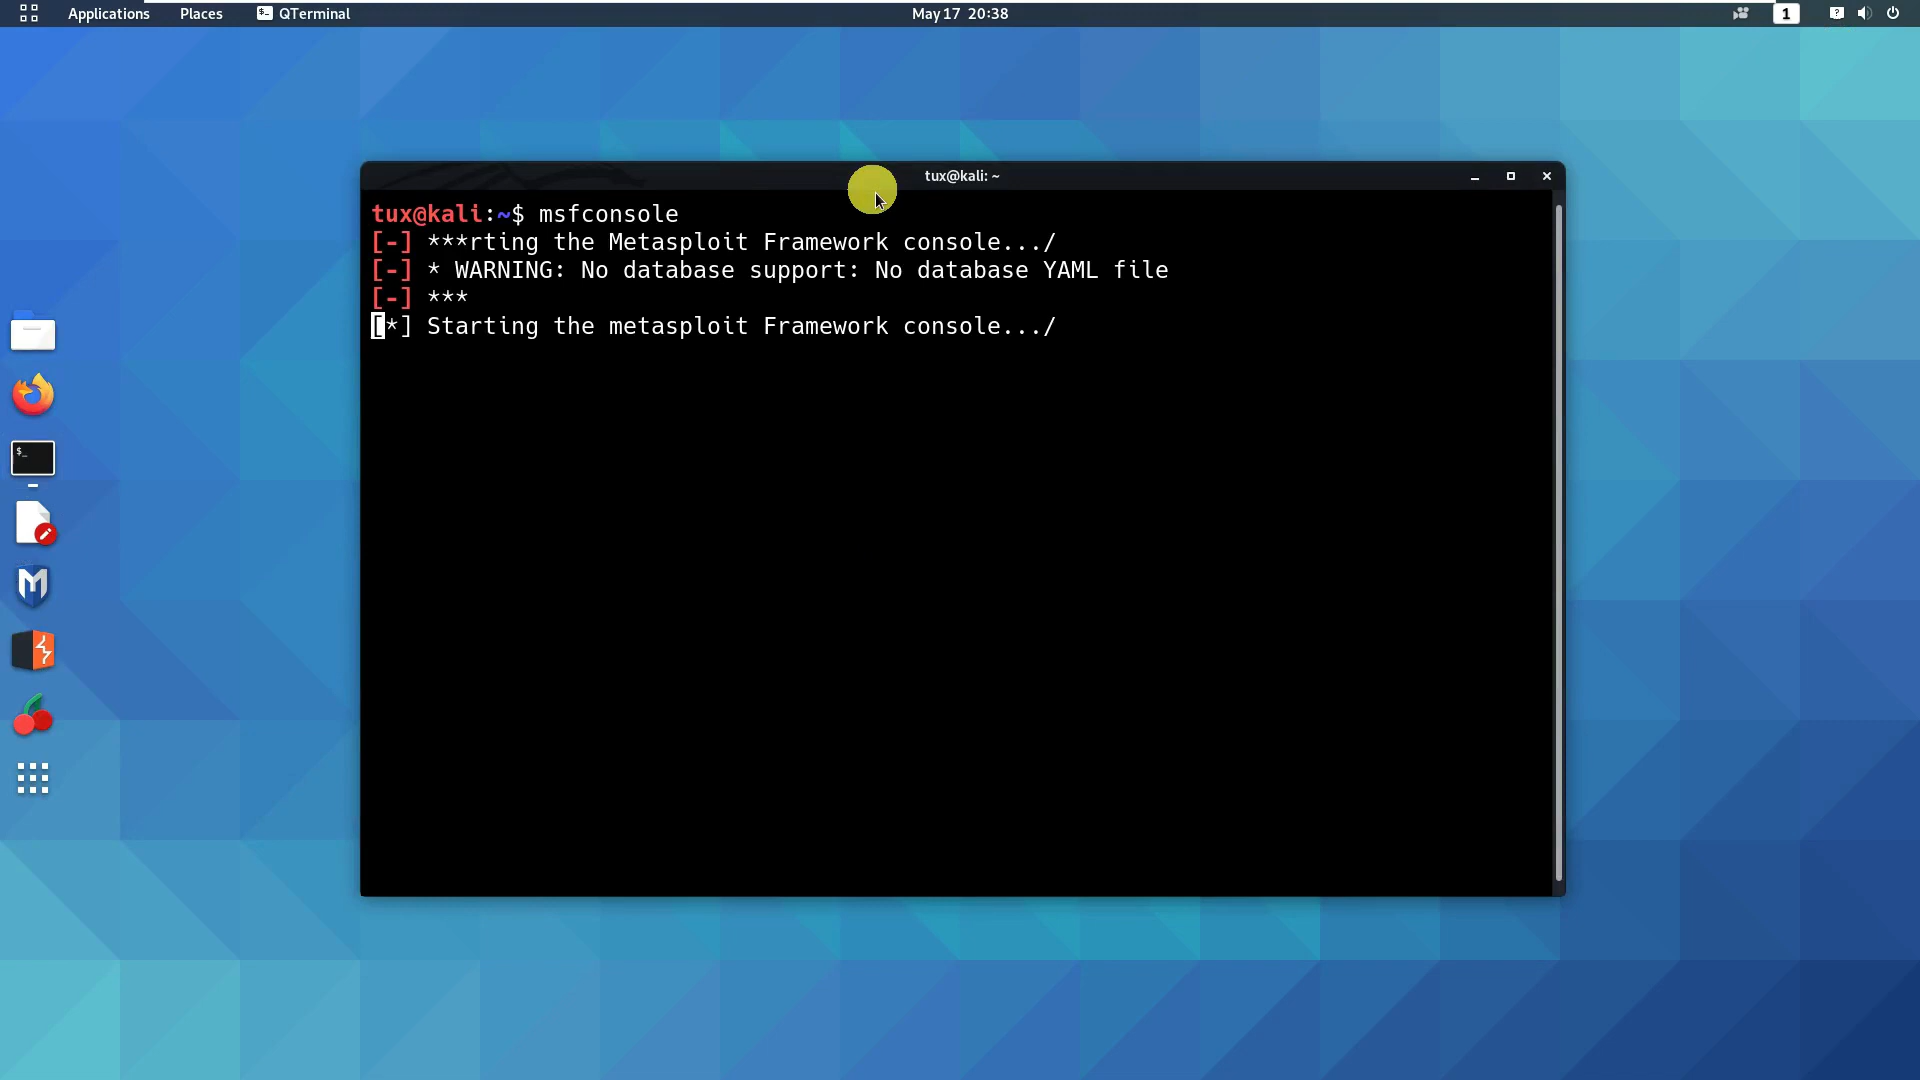 Applications Places QTerminal May 17 20:38 1
tux@kali: ~
tux@kali:~$ msfconsole
[-] ***rting the Metasploit Framework console.../
[-] * WARNING: No database support: No database YAML file
[-] ***
[*] Starting the metasploit Framework console.../